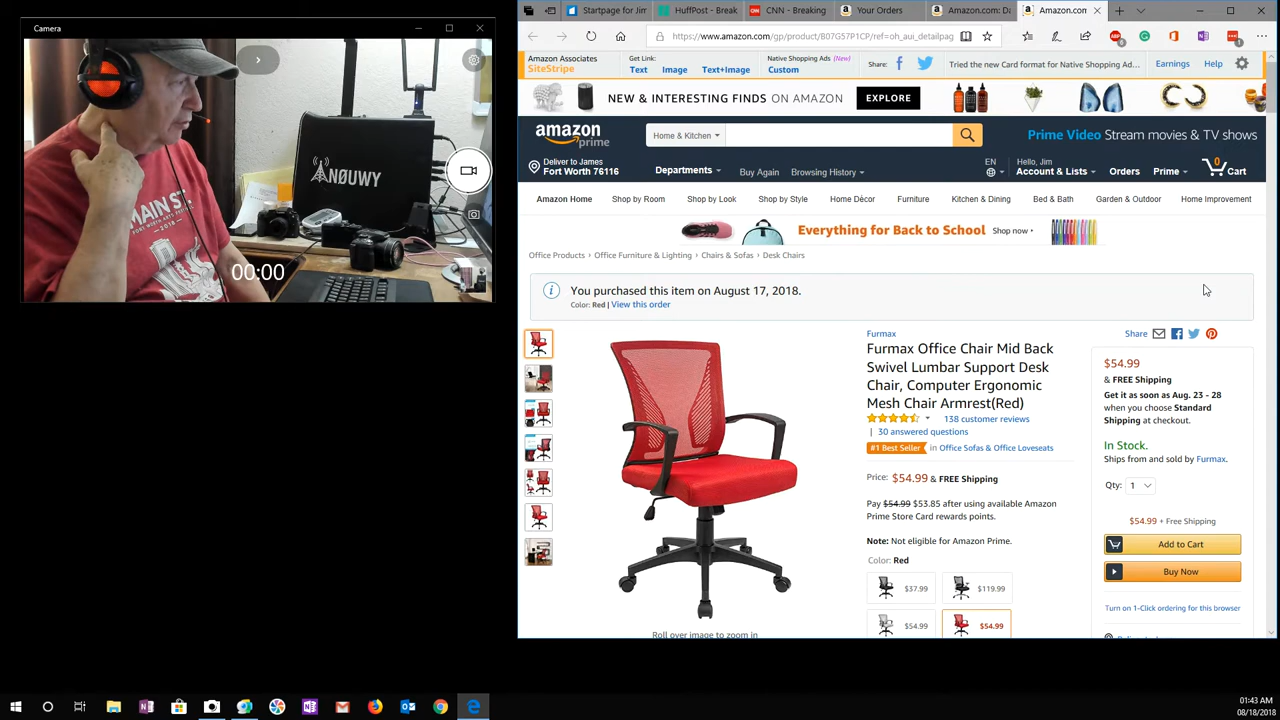 Camera
MAIN ST.
FORT WORTH ARTS FESTIVAL
2018
NØUWY
00:00
Startpage for Jim
HuffPost - Break
CNN - Breaking
Your Orders
Amazon.com: Da
Amazon.com
https://www.amazon.com/gp/product/B07G57P1CP/ref=oh_aui_detailpag
Amazon Associates
SiteStripe
Get Link:
Text Image Text+Image
Native Shopping Ads (New)
Custom
Share:
Tried the new Card format for Native Shopping Ad...
Earnings Help
NEW & INTERESTING FINDS ON AMAZON EXPLORE
amazon prime
Home & Kitchen
Prime Video Stream movies & TV shows
Deliver to James
Fort Worth 76116
Departments Buy Again Browsing History
EN
Hello, Jim
Account & Lists Orders Prime
0
Cart
Amazon Home Shop by Room Shop by Look Shop by Style Home Décor Furniture Kitchen & Dining Bed & Bath Garden & Outdoor Home Improvement
Everything for Back to School Shop now
Office Products › Office Furniture & Lighting › Chairs & Sofas › Desk Chairs
You purchased this item on August 17, 2018.
Color: Red | View this order
Furmax
Furmax Office Chair Mid Back
Swivel Lumbar Support Desk
Chair, Computer Ergonomic
Mesh Chair Armrest(Red)
138 customer reviews
| 30 answered questions
#1 Best Seller in Office Sofas & Office Loveseats
Price: $54.99 & FREE Shipping
Pay $54.99 $53.85 after using available Amazon
Prime Store Card rewards points.
Note: Not eligible for Amazon Prime.
Color: Red
$37.99 $119.99
$54.99 $54.99
Roll over image to zoom in
Share
$54.99
& FREE Shipping
Get it as soon as Aug. 23 - 28
when you choose Standard
Shipping at checkout.
In Stock.
Ships from and sold by Furmax.
Qty: 1
$54.99 + Free Shipping
Add to Cart
Buy Now
Turn on 1-Click ordering for this browser
01:43 AM
08/18/2018